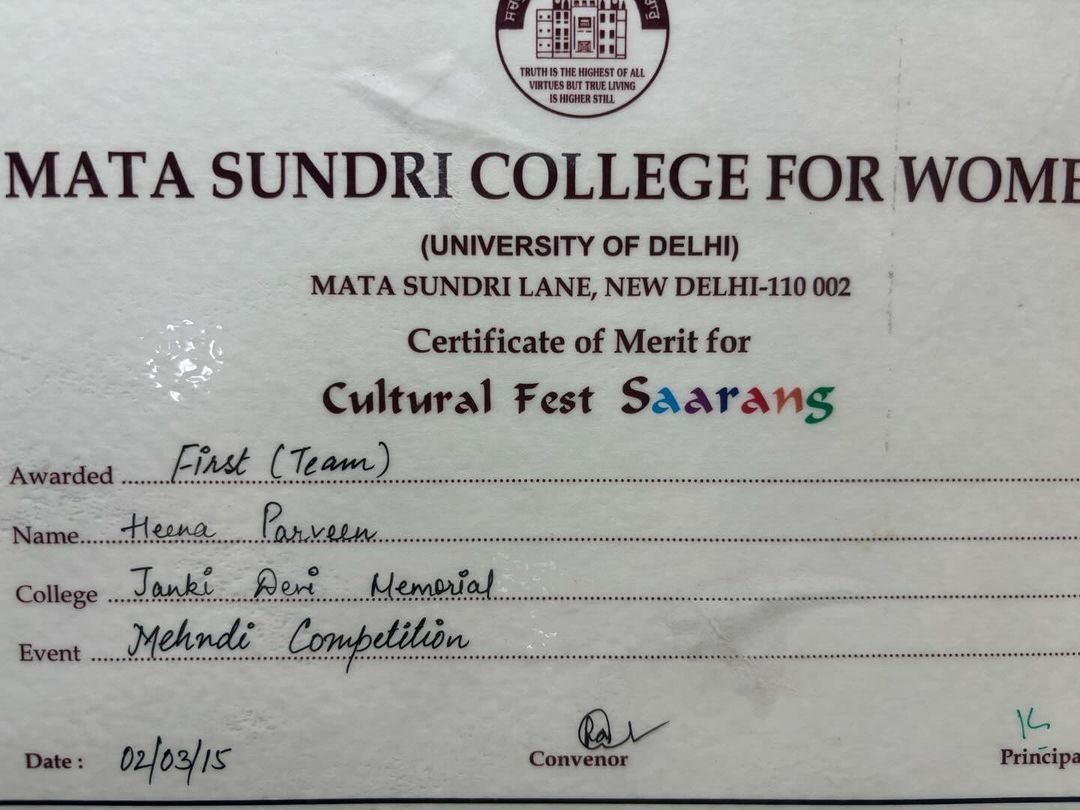 TRUTH IS THE HIGHEST OF ALL
VIRTUES BUT TRUE LIVING
IS HIGHER STILL
MATA SUNDRI COLLEGE FOR WOME
(UNIVERSITY OF DELHI)
MATA SUNDRI LANE, NEW DELHI-110 002
Certificate of Merit for
Cultural Fest Saarang
Awarded First (Team)
Name Heena Parveen
College Janki Devi Memorial
Event Mehndi Competition
Date : 02/03/15
Convenor
Principa